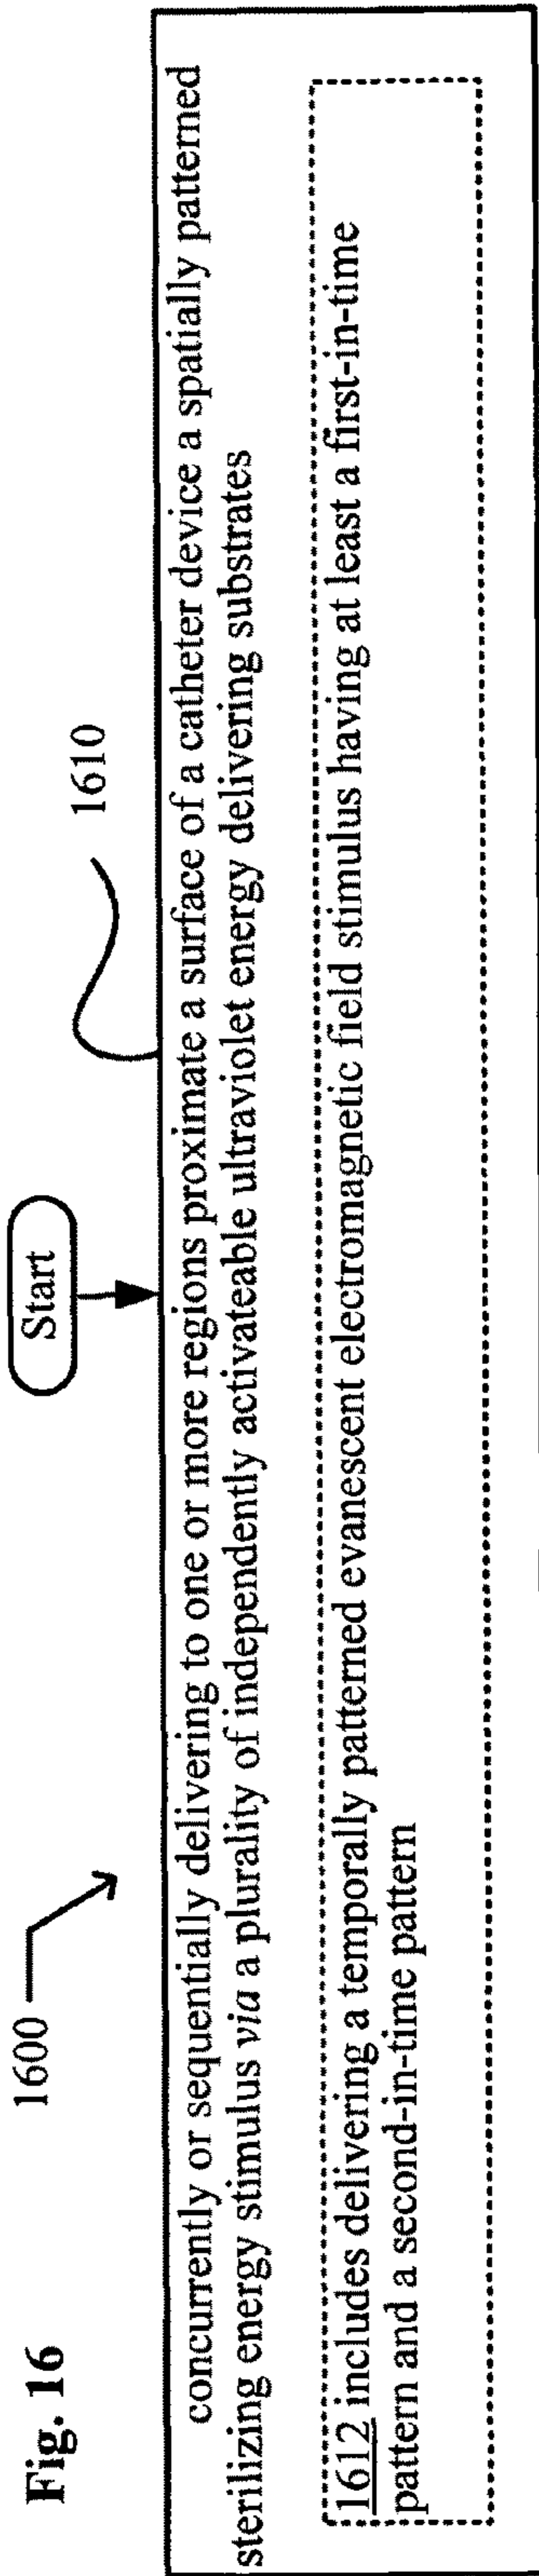 Fig. 16
1600
Start
1610
concurrently or sequentially delivering to one or more regions proximate a surface of a catheter device a spatially patterned
sterilizing energy stimulus via a plurality of independently activateable ultraviolet energy delivering substrates
1612 includes delivering a temporally patterned evanescent electromagnetic field stimulus having at least a first-in-time
pattern and a second-in-time pattern